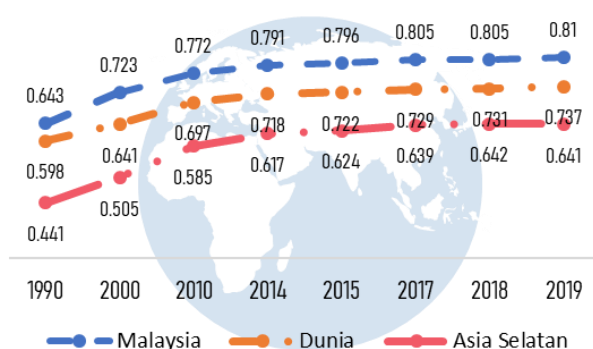 0.643 0.723 0.772 0.791 0.796 0.805 0.805 0.81
0.598 0.641 0.697 0.718 0.722 0.729 0.731 0.737
0.441 0.505 0.585 0.617 0.624 0.639 0.642 0.641
1990 2000 2010 2014 2015 2017 2018 2019
Malaysia Dunia Asia Selatan